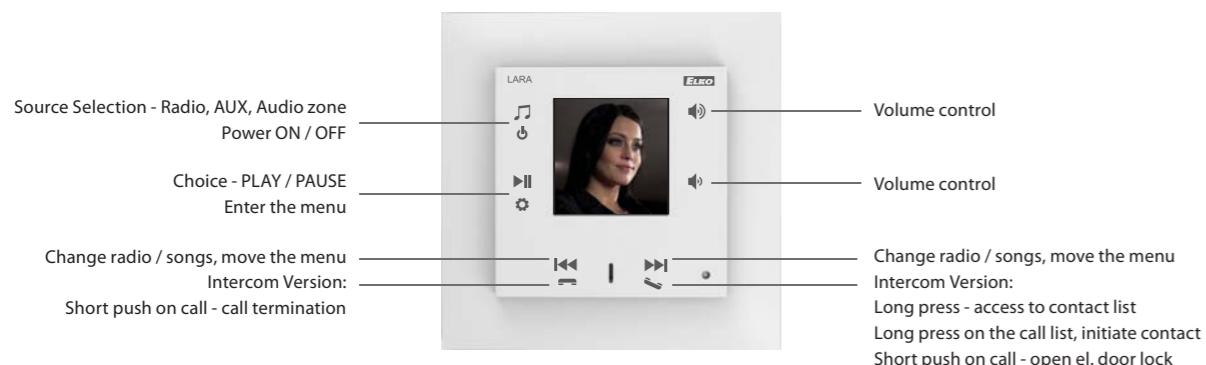 LARA
ELKO
Source Selection - Radio, AUX, Audio zone
Power ON / OFF
Choice - PLAY / PAUSE
Enter the menu
Change radio / songs, move the menu
Intercom Version:
Short push on call - call termination
Volume control
Volume control
Change radio / songs, move the menu
Intercom Version:
Long press - access to contact list
Long press on the call list, initiate contact
Short push on call - open el. door lock